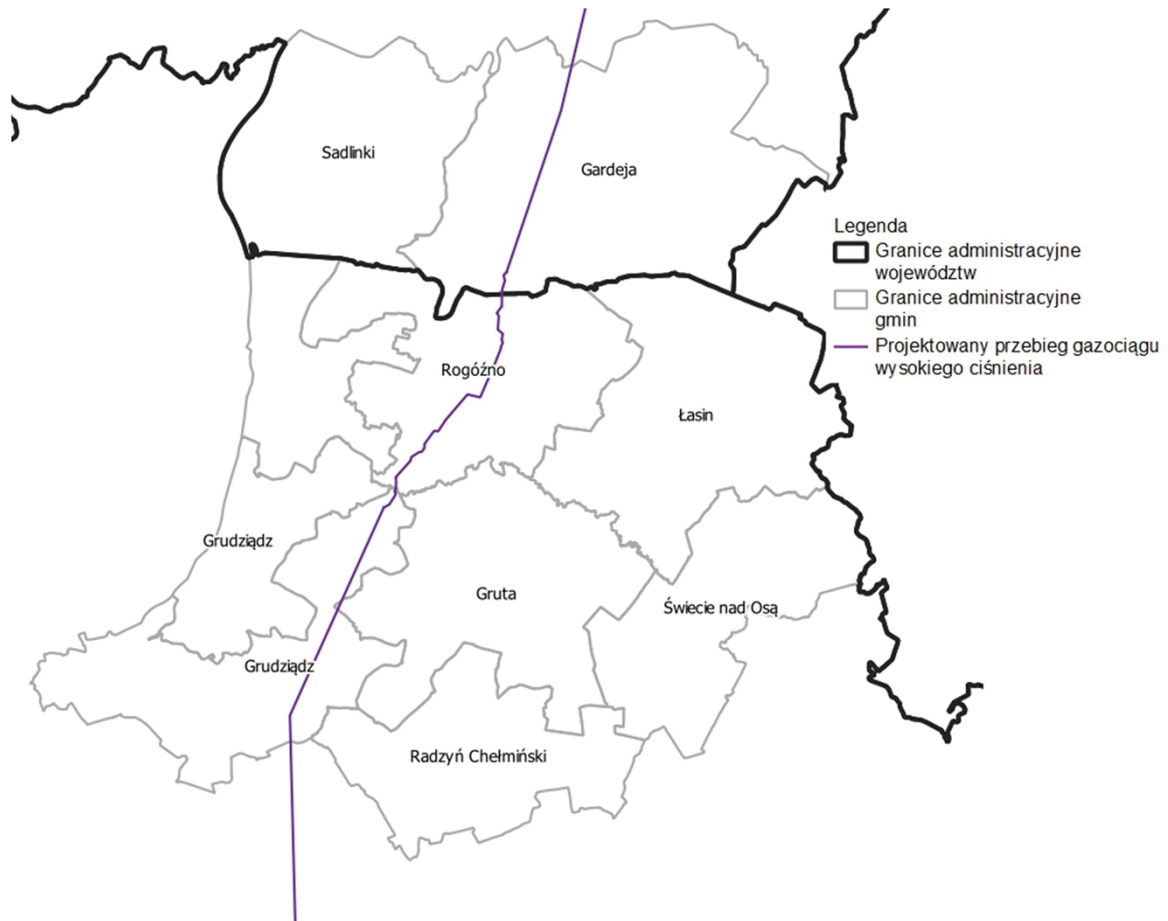 Sadlinki
Gardeja
Legenda
Granice administracyjne
województw
Granice administracyjne
gmin
Projektowany przebieg gazociągu
wysokiego ciśnienia
Rogóźno
Łasin
Grudziądz
Gruta
Świecie nad Osą
Grudziądz
Radzyń Chełmiński